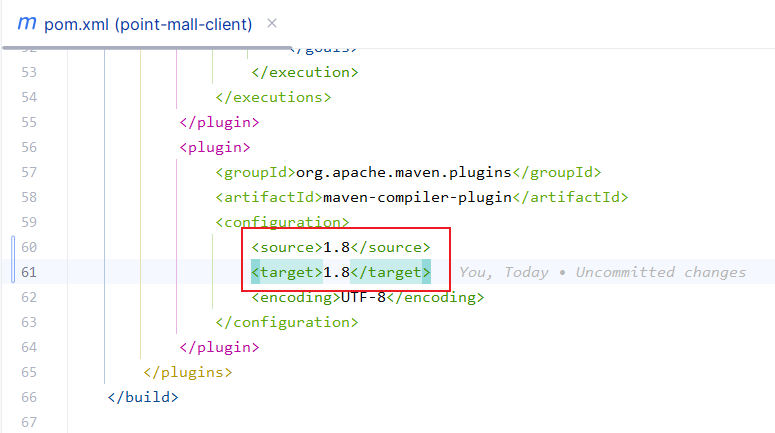 m pom.xml (point-mall-client) ×
52 </goals>
53 </execution>
54 </executions>
55 </plugin>
56 <plugin>
57 <groupId>org.apache.maven.plugins</groupId>
58 <artifactId>maven-compiler-plugin</artifactId>
59 <configuration>
60 <source>1.8</source>
61 <target>1.8</target> You, Today • Uncommitted changes
62 <encoding>UTF-8</encoding>
63 </configuration>
64 </plugin>
65 </plugins>
66 </build>
67